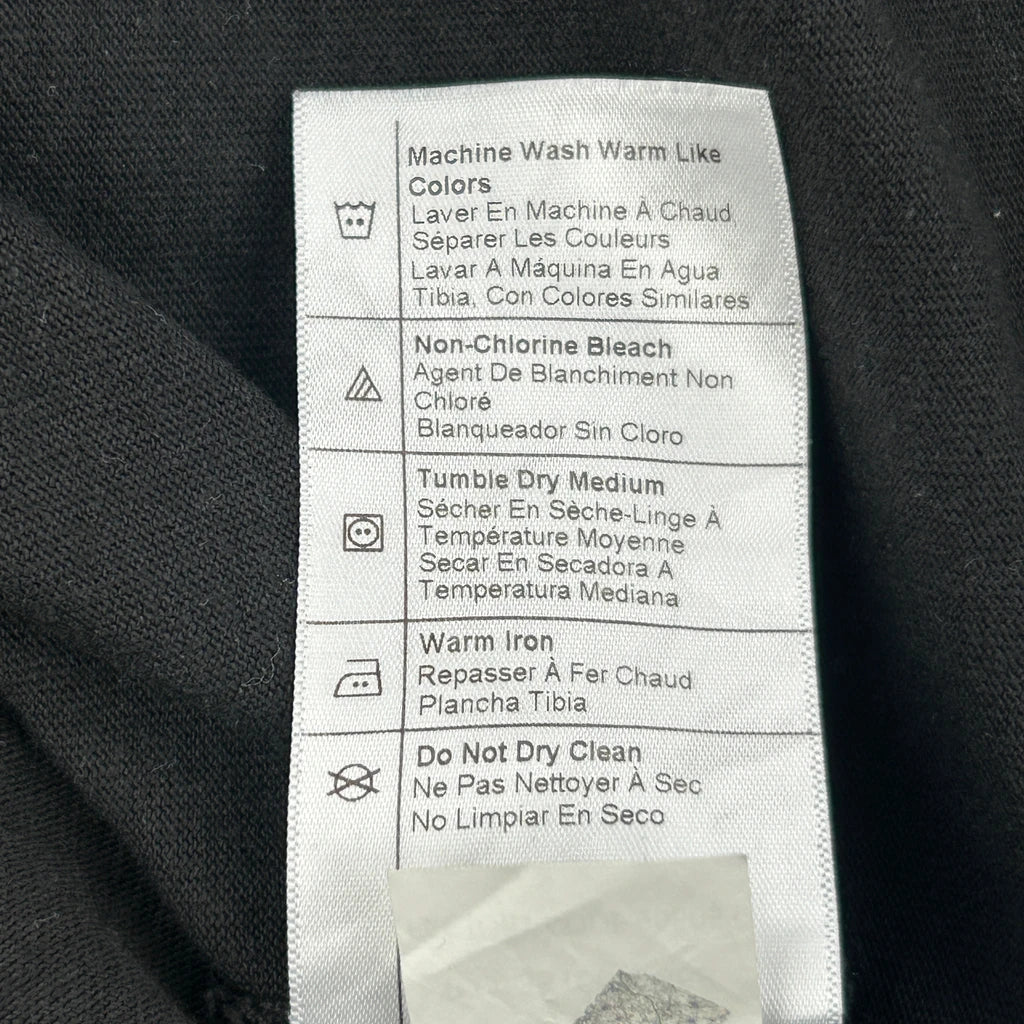 Machine Wash Warm Like
Colors
Laver En Machine À Chaud
Séparer Les Couleurs
Lavar A Máquina En Agua
Tibia, Con Colores Similares
Non-Chlorine Bleach
Agent De Blanchiment Non
Chloré
Blanqueador Sin Cloro
Tumble Dry Medium
Sécher En Sèche-Linge À
Température Moyenne
Secar En Secadora A
Temperatura Mediana
Warm Iron
Repasser À Fer Chaud
Plancha Tibia
Do Not Dry Clean
Ne Pas Nettoyer À Sec
No Limpiar En Seco